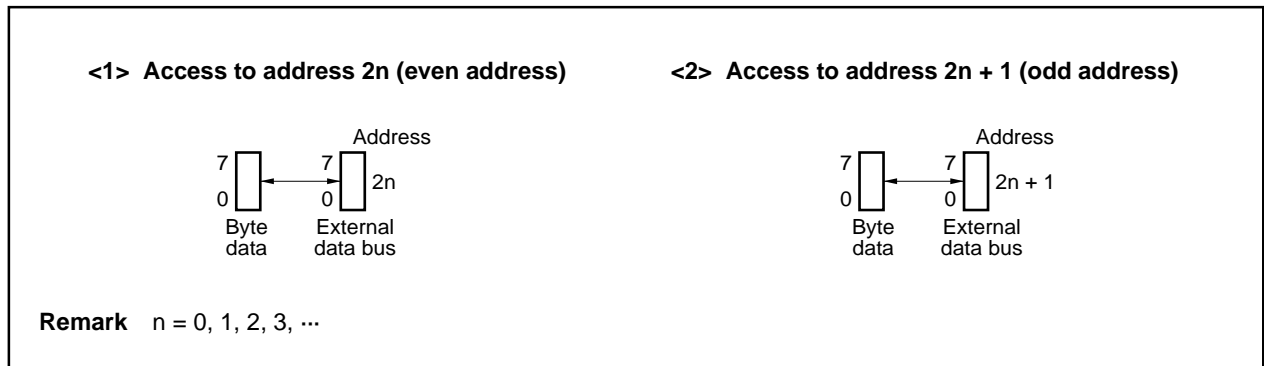 <1> Access to address 2n (even address)
<2> Access to address 2n + 1 (odd address)
Address
7 7
2n
0 0
Byte External
data data bus
Address
7 7
2n + 1
0 0
Byte External
data data bus
Remark n = 0, 1, 2, 3, ···